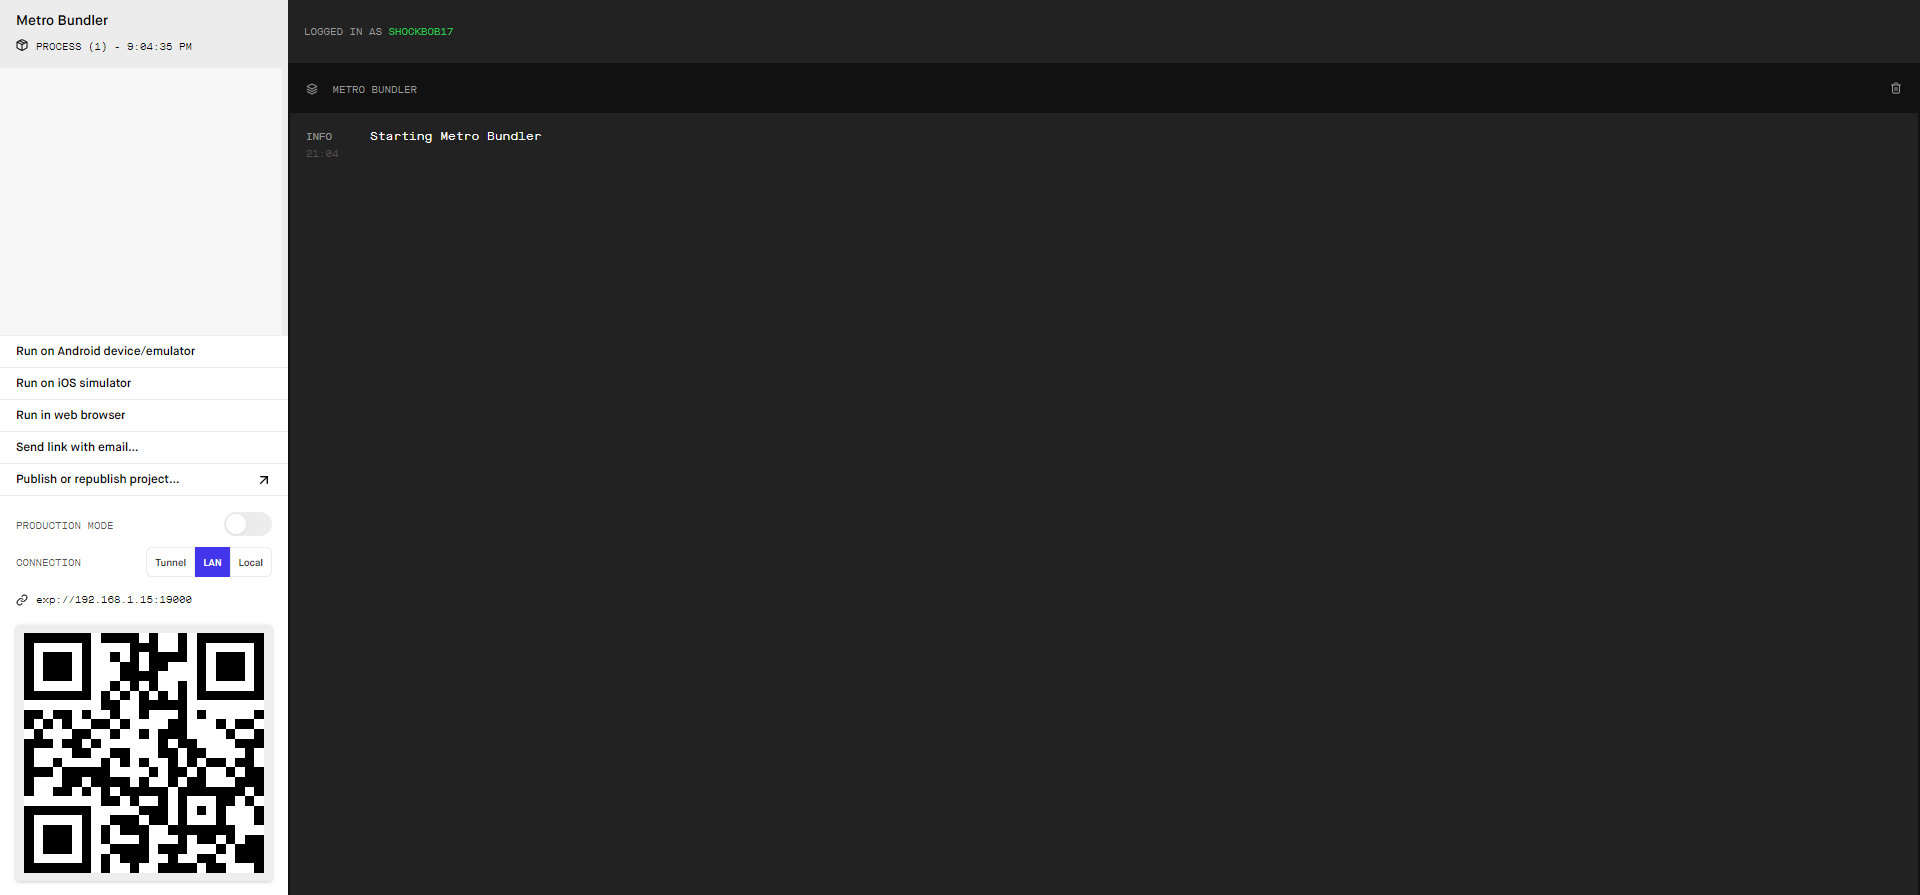 Metro Bundler
PROCESS (1) - 9:04:35 PM
Run on Android device/emulator
Run on iOS simulator
Run in web browser
Send link with email...
Publish or republish project...
PRODUCTION MODE
CONNECTION
Tunnel
LAN
Local
exp://192.168.1.15:19000
LOGGED IN AS SHOCKBOB17
METRO BUNDLER
INFO
21:04
Starting Metro Bundler